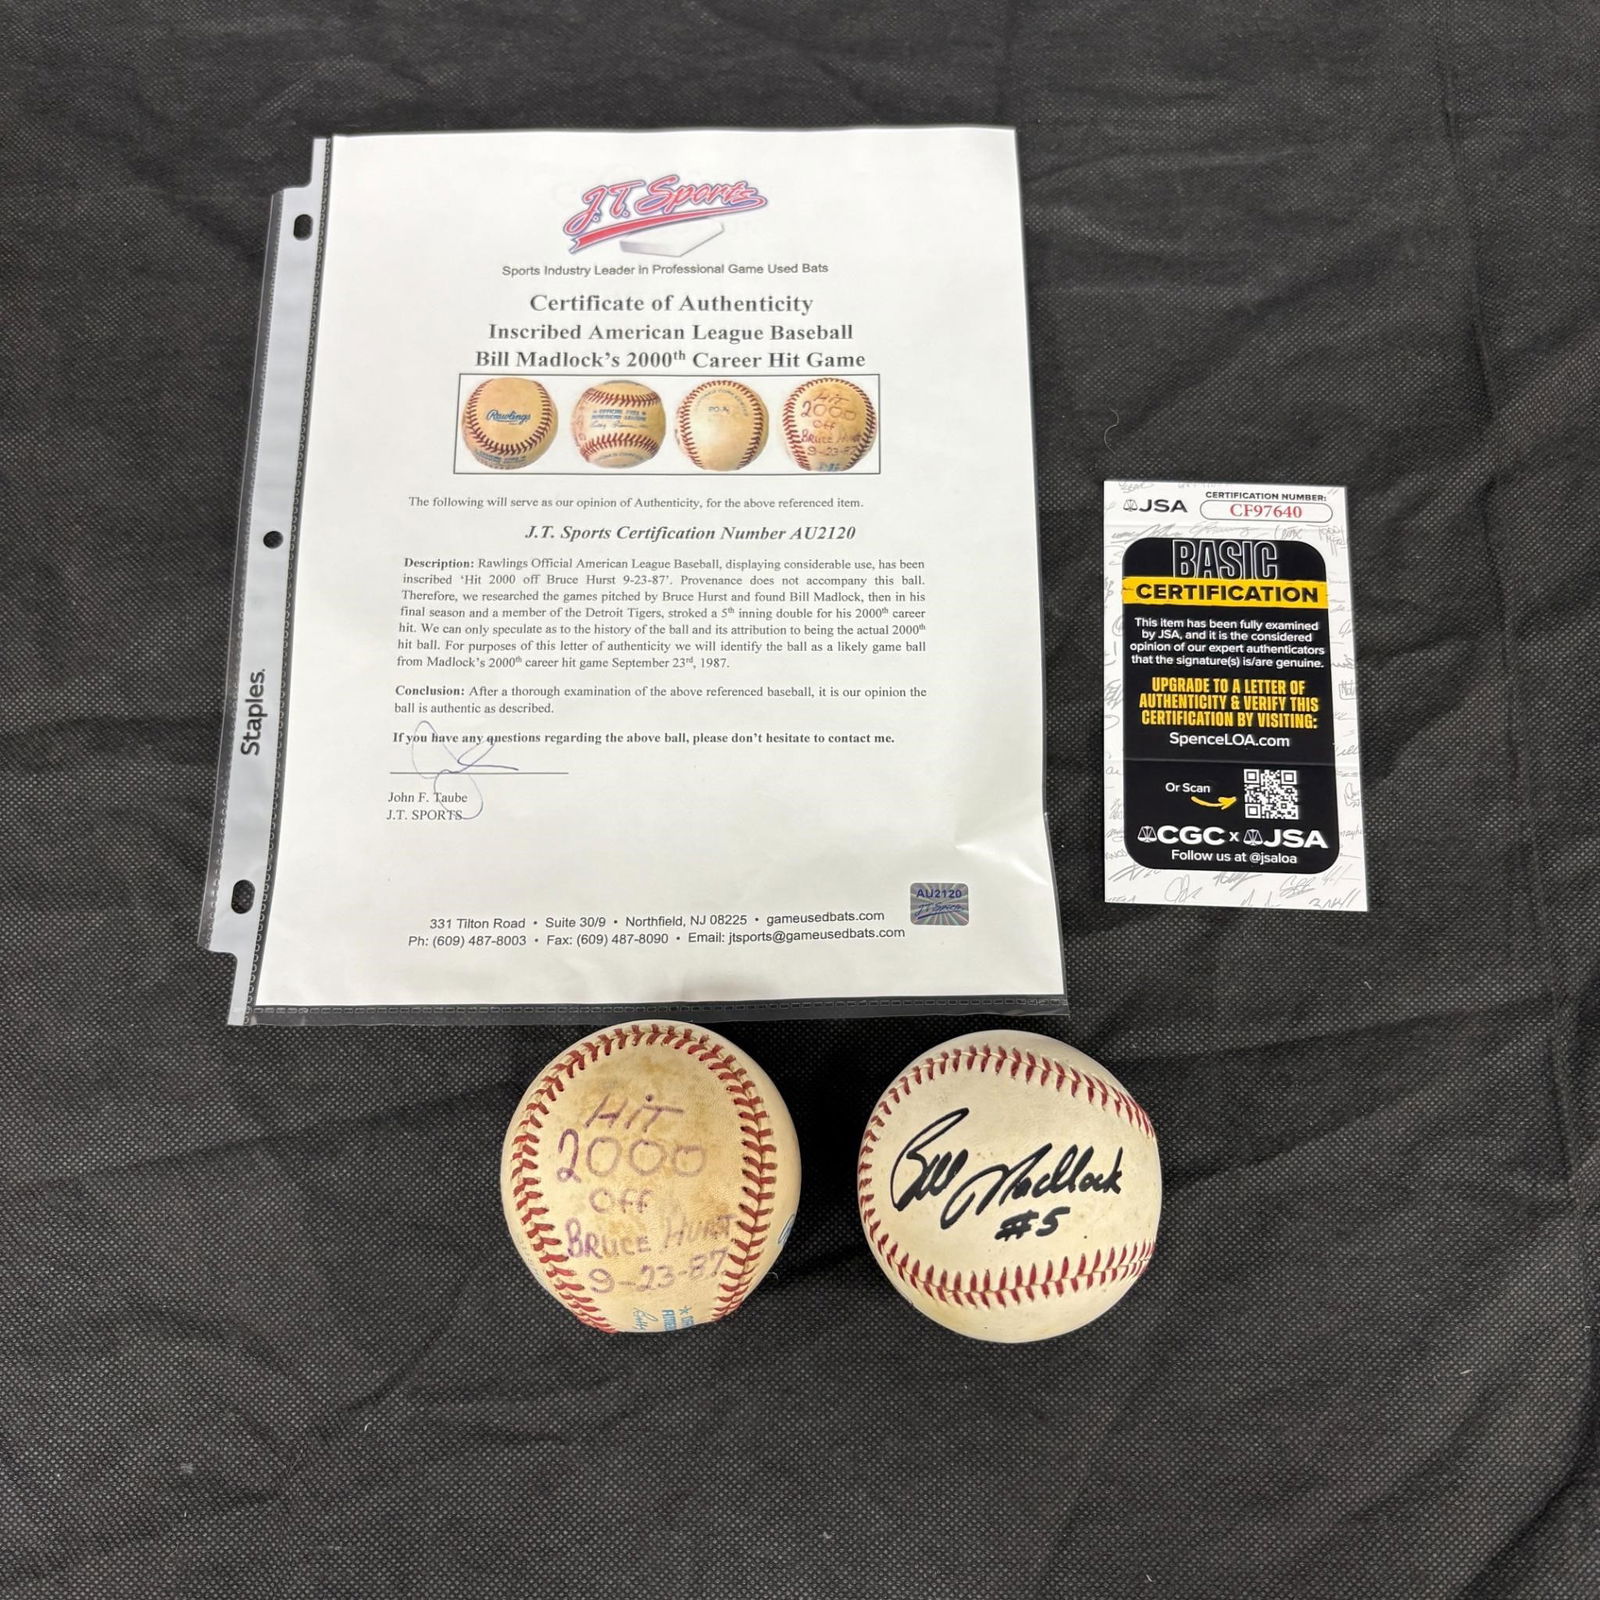 J.T. Sports
Sports Industry Leader in Professional Game Used Bats
Certificate of Authenticity
Inscribed American League Baseball
Bill Madlock's 2000th Career Hit Game
Rawlings
Hit
2000
off
Bruce Hurst
9-23-87
The following will serve as our opinion of Authenticity, for the above referenced item.
J.T. Sports Certification Number AU2120
Description: Rawlings Official American League Baseball, displaying considerable use, has been
inscribed 'Hit 2000 off Bruce Hurst 9-23-87'. Provenance does not accompany this ball.
Therefore, we researched the games pitched by Bruce Hurst and found Bill Madlock, then in his
final season and a member of the Detroit Tigers, stroked a 5th inning double for his 2000th career
hit. We can only speculate as to the history of the ball and its attribution to being the actual 2000th
hit ball. For purposes of this letter of authenticity we will identify the ball as a likely game ball
from Madlock's 2000th career hit game September 23rd, 1987.
Conclusion: After a thorough examination of the above referenced baseball, it is our opinion the
ball is authentic as described.
If you have any questions regarding the above ball, please don't hesitate to contact me.
John F. Taube
J.T. SPORTS
AU2120
J.T. Sports
331 Tilton Road • Suite 30/9 • Northfield, NJ 08225 • gameusedbats.com
Ph: (609) 487-8003 • Fax: (609) 487-8090 • Email: jtsports@gameusedbats.com
Staples.
JSA
CERTIFICATION NUMBER:
CF97640
BASIC
CERTIFICATION
This item has been fully examined
by JSA, and it is the considered
opinion of our expert authenticators
that the signature(s) is/are genuine.
UPGRADE TO A LETTER OF
AUTHENTICITY & VERIFY THIS
CERTIFICATION BY VISITING:
SpenceLOA.com
Or Scan
CGC x JSA
Follow us at @jsaloa
HiT
2000
OFF
BRUCE HURST
9-23-87
Bill Madlock
#5